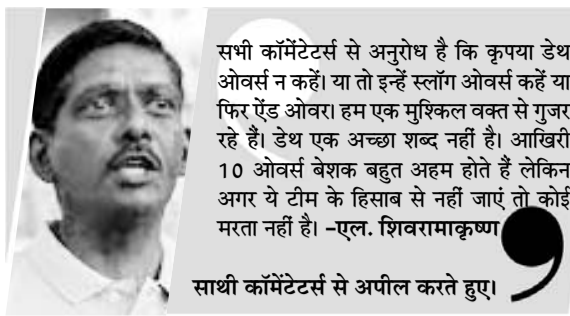 सभी कॉमेंटेटर्स से अनुरोध है कि कृपया डेथ
ओवर्स न कहें। या तो इन्हें स्लॉग ओवर्स कहें या
फिर ऐंड ओवर। हम एक मुश्किल वक्त से गुजर
रहे हैं। डेथ एक अच्छा शब्द नहीं है। आखिरी
10 ओवर्स बेशक बहुत अहम होते हैं लेकिन
अगर ये टीम के हिसाब से नहीं जाएं तो कोई
मरता नहीं है। –एल. शिवरामाकृष्ण
साथी कॉमेंटेटर्स से अपील करते हुए।